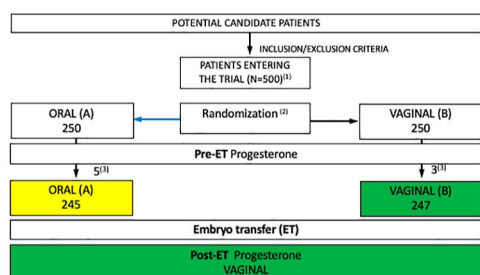 POTENTIAL CANDIDATE PATIENTS
INCLUSION/EXCLUSION CRITERIA
PATIENTS ENTERING
THE TRIAL (N=500)(1)
ORAL (A)
250
Randomization (2)
VAGINAL (B)
250
Pre-ET Progesterone
5(3)
3(3)
ORAL (A)
245
VAGINAL (B)
247
Embryo transfer (ET)
Post-ET Progesterone
VAGINAL